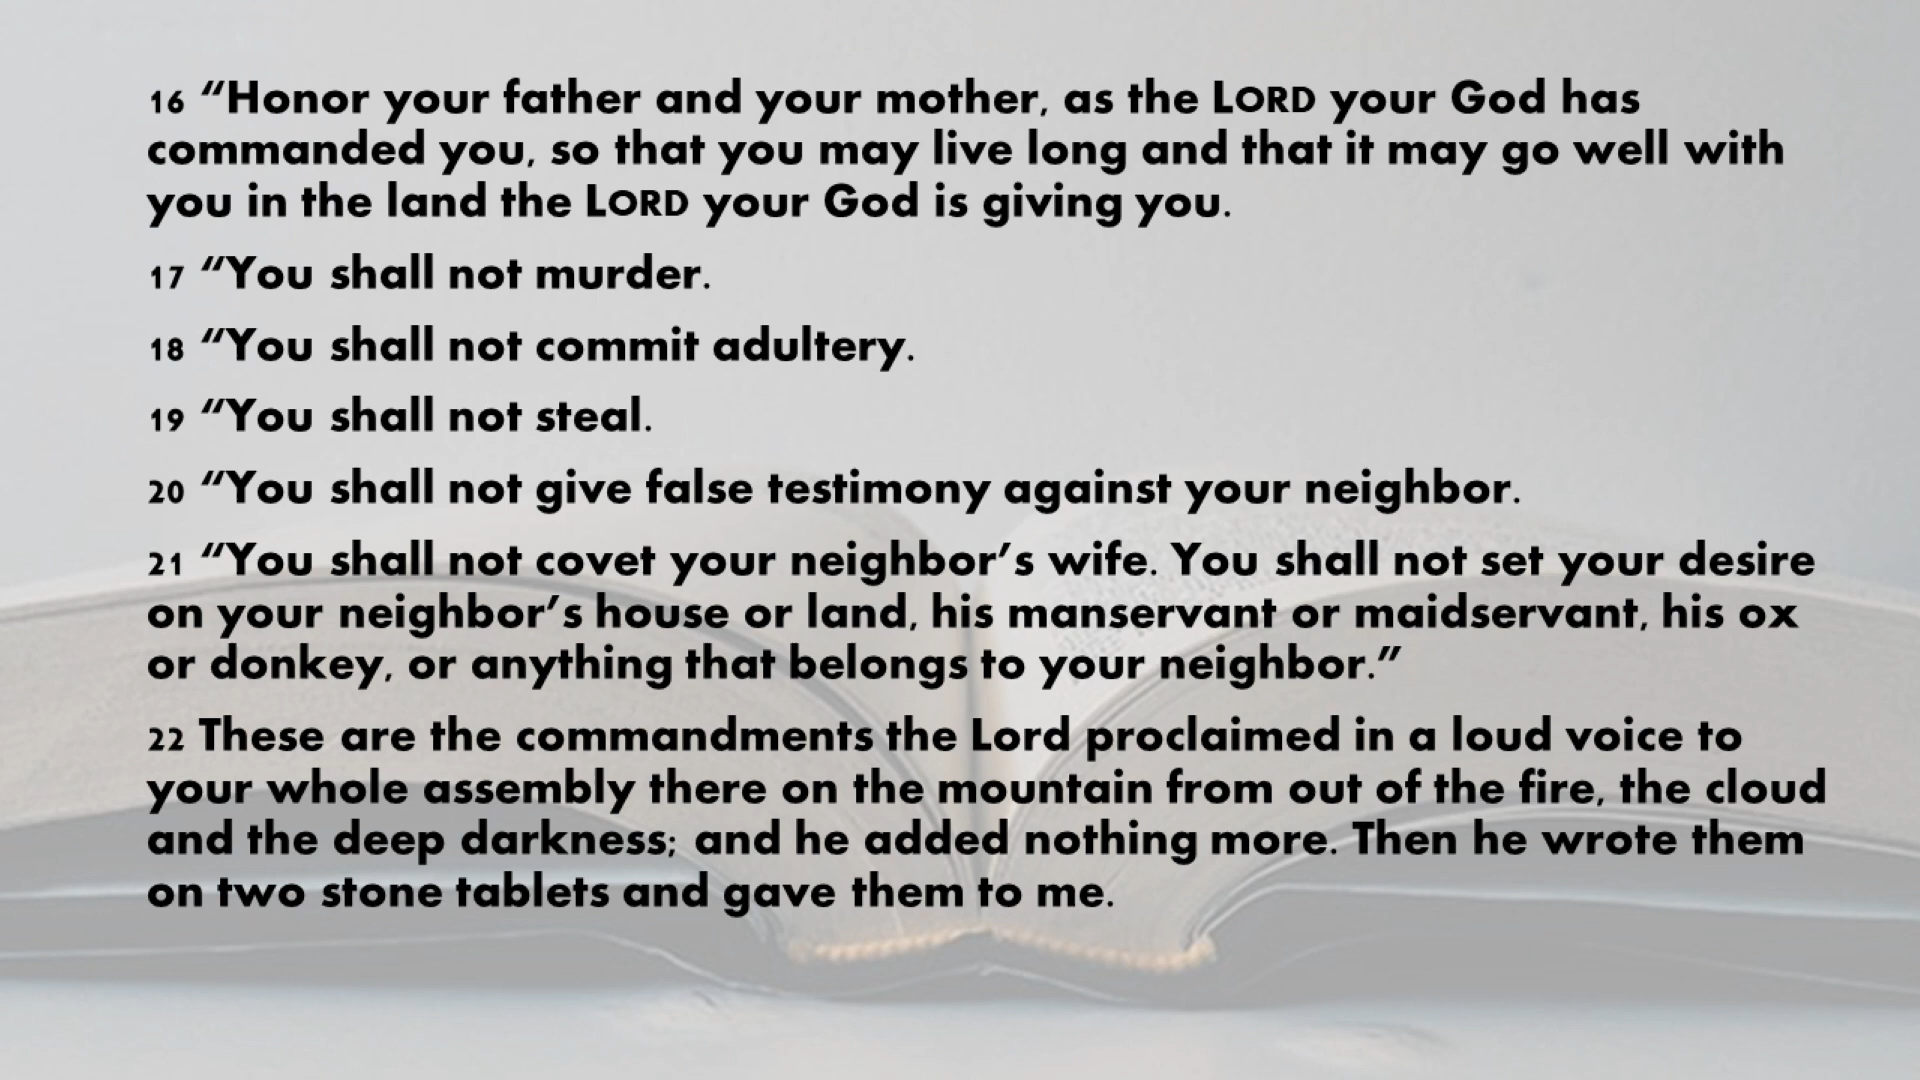 16 “Honor your father and your mother, as the LORD your God has
commanded you, so that you may live long and that it may go well with
you in the land the LORD your God is giving you.
17 “You shall not murder.
18 “You shall not commit adultery.
19 “You shall not steal.
20 “You shall not give false testimony against your neighbor.
21 “You shall not covet your neighbor’s wife. You shall not set your desire
on your neighbor’s house or land, his manservant or maidservant, his ox
or donkey, or anything that belongs to your neighbor.”
22 These are the commandments the Lord proclaimed in a loud voice to
your whole assembly there on the mountain from out of the fire, the cloud
and the deep darkness; and he added nothing more. Then he wrote them
on two stone tablets and gave them to me.